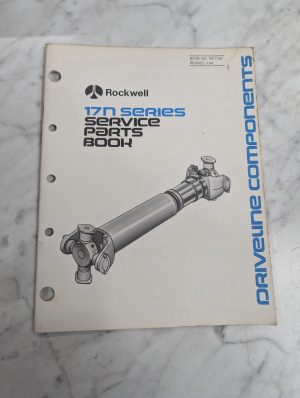 Rockwell
17N SERIES
SERVICE
PARTS
BOOK
DRIVELINE COMPONENTS